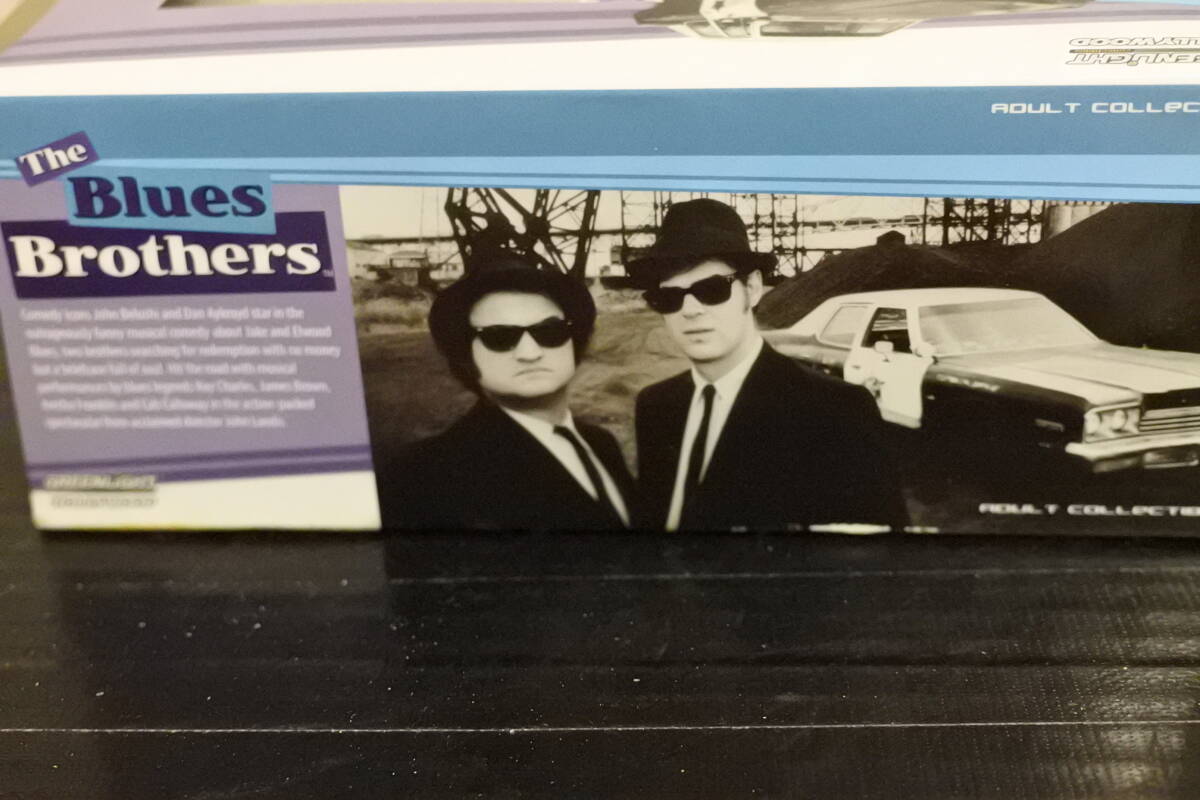 ADULT COLLEC
The
Blues
Brothers
TM
Comedy icons John Belushi and Dan Aykroyd star in the
outrageously funny musical comedy about Jake and Elwood
Blues, two brothers searching for redemption with no money
but a briefcase full of soul. Hit the road with musical
performances by blues legends Ray Charles, James Brown,
Aretha Franklin and Cab Calloway in the action-packed
spectacular from acclaimed director John Landis.
GREENLIGHT
ADULT COLLECTI